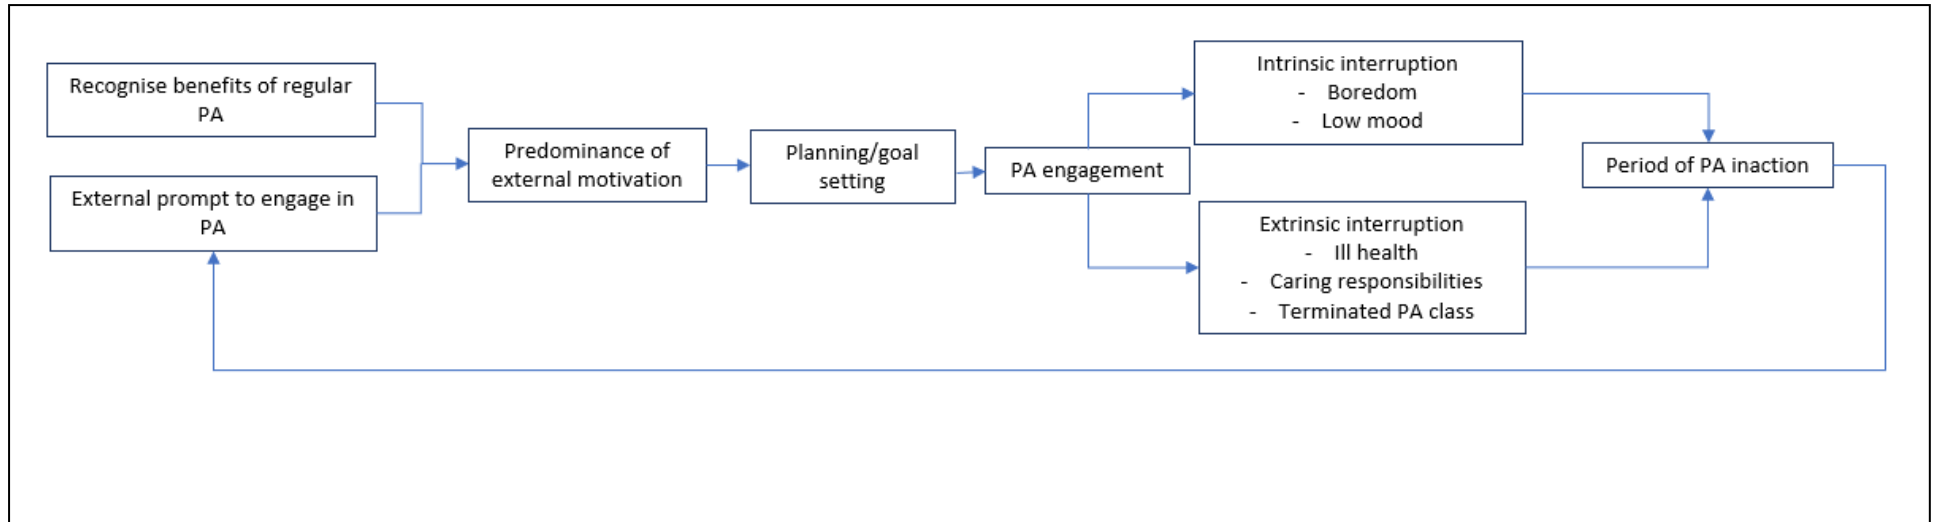 Recognise benefits of regular
PA
External prompt to engage in
PA
Predominance of
external motivation
Planning/goal
setting
PA engagement
Intrinsic interruption
- Boredom
- Low mood
Extrinsic interruption
- Ill health
- Caring responsibilities
- Terminated PA class
Period of PA inaction